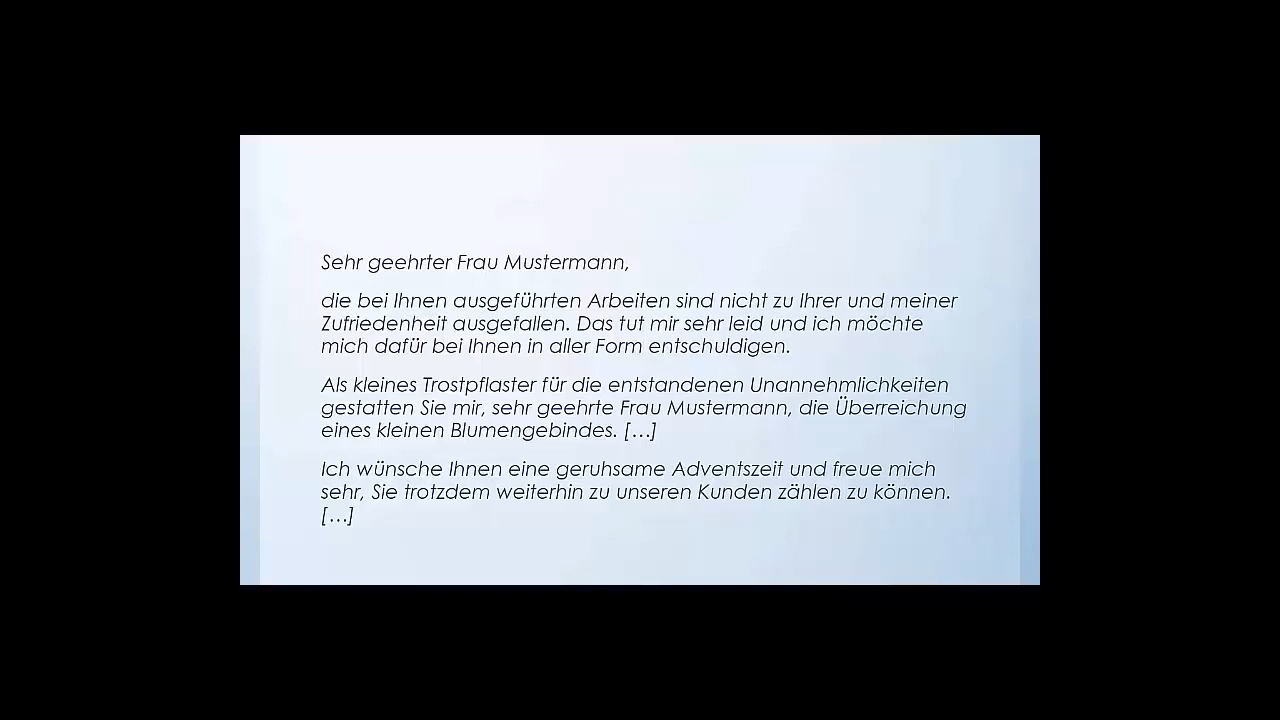 Sehr geehrter Frau Mustermann,
die bei Ihnen ausgeführten Arbeiten sind nicht zu Ihrer und meiner
Zufriedenheit ausgefallen. Das tut mir sehr leid und ich möchte
mich dafür bei Ihnen in aller Form entschuldigen.
Als kleines Trostpflaster für die entstandenen Unannehmlichkeiten
gestatten Sie mir, sehr geehrte Frau Mustermann, die Überreichung
eines kleinen Blumengebindes. […]
Ich wünsche Ihnen eine geruhsame Adventszeit und freue mich
sehr, Sie trotzdem weiterhin zu unseren Kunden zählen zu können.
[…]